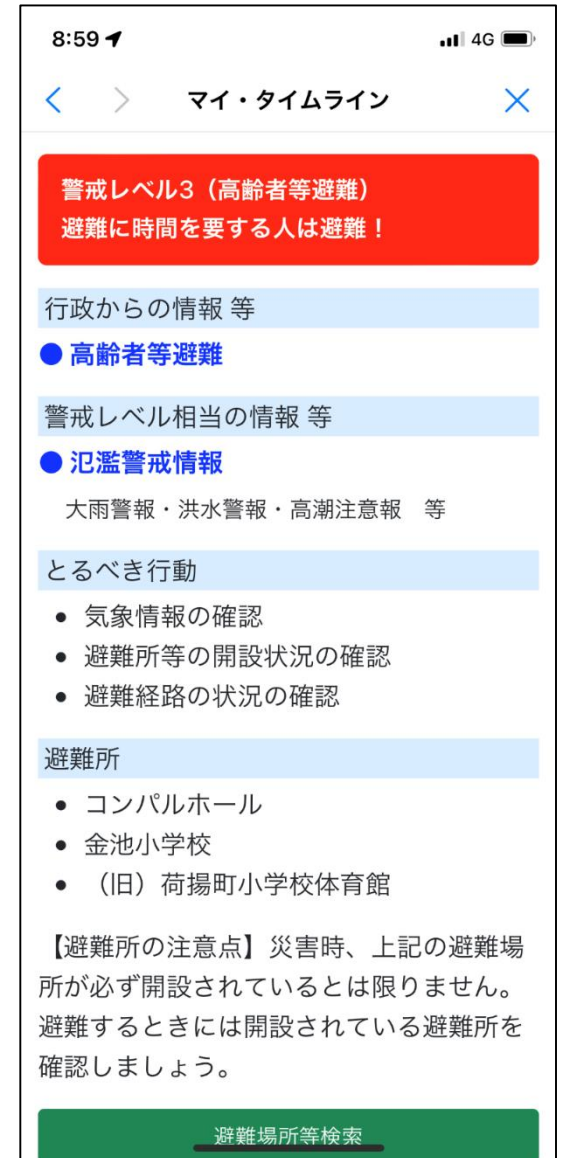 8:59
4G
マイ・タイムライン
警戒レベル3（高齢者等避難）
避難に時間を要する人は避難！
行政からの情報 等
● 高齢者等避難
警戒レベル相当の情報 等
● 氾濫警戒情報
大雨警報・洪水警報・高潮注意報　等
とるべき行動
• 気象情報の確認
• 避難所等の開設状況の確認
• 避難経路の状況の確認
避難所
• コンパルホール
• 金池小学校
• （旧）荷揚町小学校体育館
【避難所の注意点】災害時、上記の避難場
所が必ず開設されているとは限りません。
避難するときには開設されている避難所を
確認しましょう。
避難場所等検索